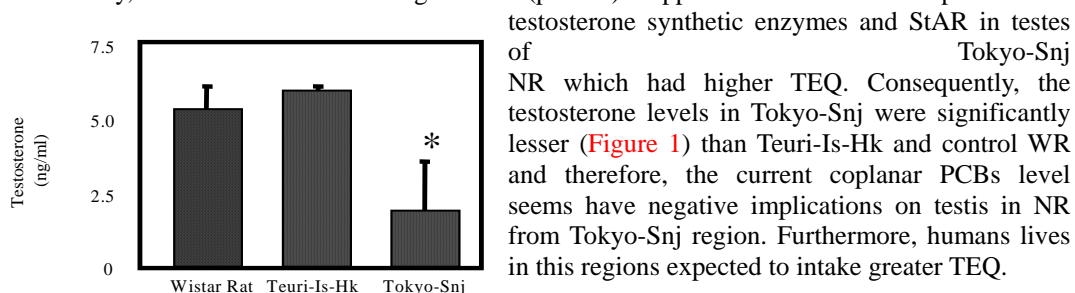 testosterone synthetic enzymes and StAR in testes
of Tokyo-Snj
NR which had higher TEQ. Consequently, the
testosterone levels in Tokyo-Snj were significantly
lesser (Figure 1) than Teuri-Is-Hk and control WR
and therefore, the current coplanar PCBs level
seems have negative implications on testis in NR
from Tokyo-Snj region. Furthermore, humans lives
in this regions expected to intake greater TEQ.
Testosterone
(ng/ml)
7.5
5.0
2.5
0
*
Wistar Rat Teuri-Is-Hk Tokyo-Snj